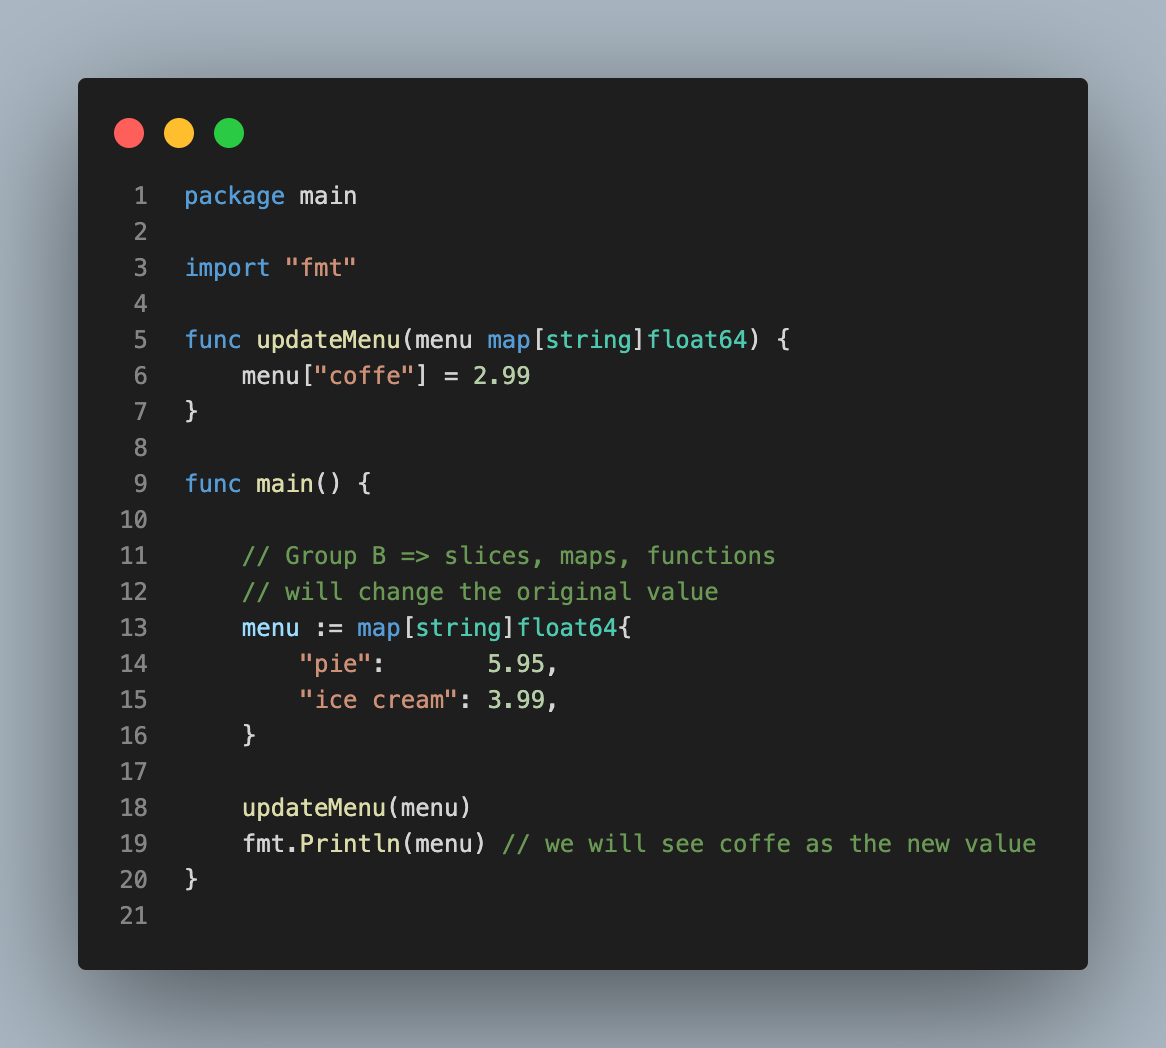 1 package main
2
3 import "fmt"
4
5 func updateMenu(menu map[string]float64) {
6     menu["coffe"] = 2.99
7 }
8
9 func main() {
10
11     // Group B => slices, maps, functions
12     // will change the original value
13     menu := map[string]float64{
14         "pie":       5.95,
15         "ice cream": 3.99,
16     }
17
18     updateMenu(menu)
19     fmt.Println(menu) // we will see coffe as the new value
20 }
21